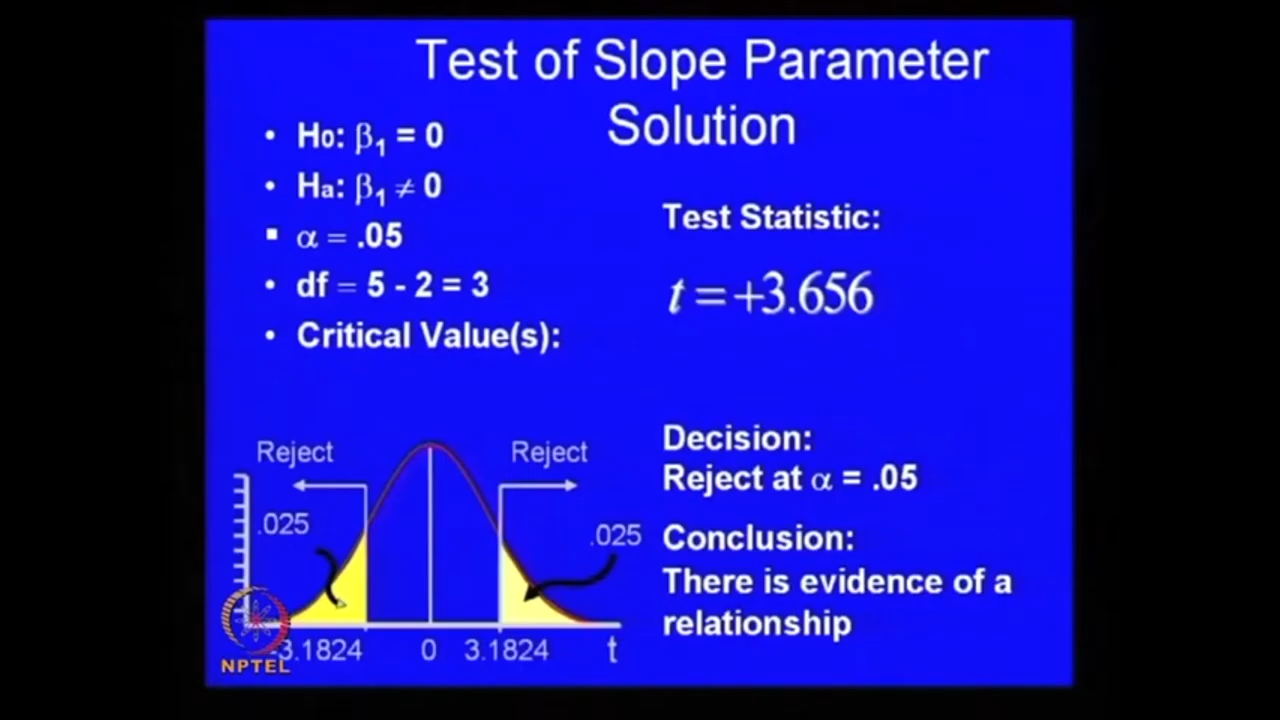 Test of Slope Parameter
Solution
• H0: β1 = 0
• Ha: β1 ≠ 0
▪ α = .05
• df = 5 - 2 = 3
• Critical Value(s):
Test Statistic:
t = +3.656
Reject
Reject
.025
.025
-3.1824
0
3.1824
t
Decision:
Reject at α = .05
Conclusion:
There is evidence of a
relationship
NPTEL